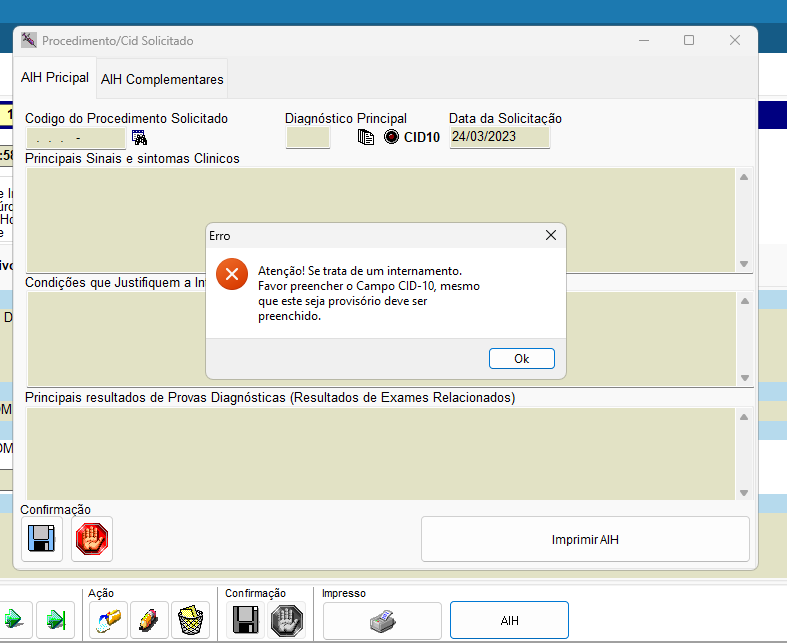 Procedimento/Cid Solicitado
AIH Pricipal
AIH Complementares
Codigo do Procedimento Solicitado
Diagnóstico Principal
Data da Solicitação
. . . -
CID10
24/03/2023
Principais Sinais e sintomas Clinicos
Erro
Atenção! Se trata de um internamento.
Favor preencher o Campo CID-10, mesmo
que este seja provisório deve ser
preenchido.
Ok
Condições que Justifiquem a In
Principais resultados de Provas Diagnósticas (Resultados de Exames Relacionados)
Confirmação
Imprimir AIH
Ação
Confirmação
Impresso
AIH